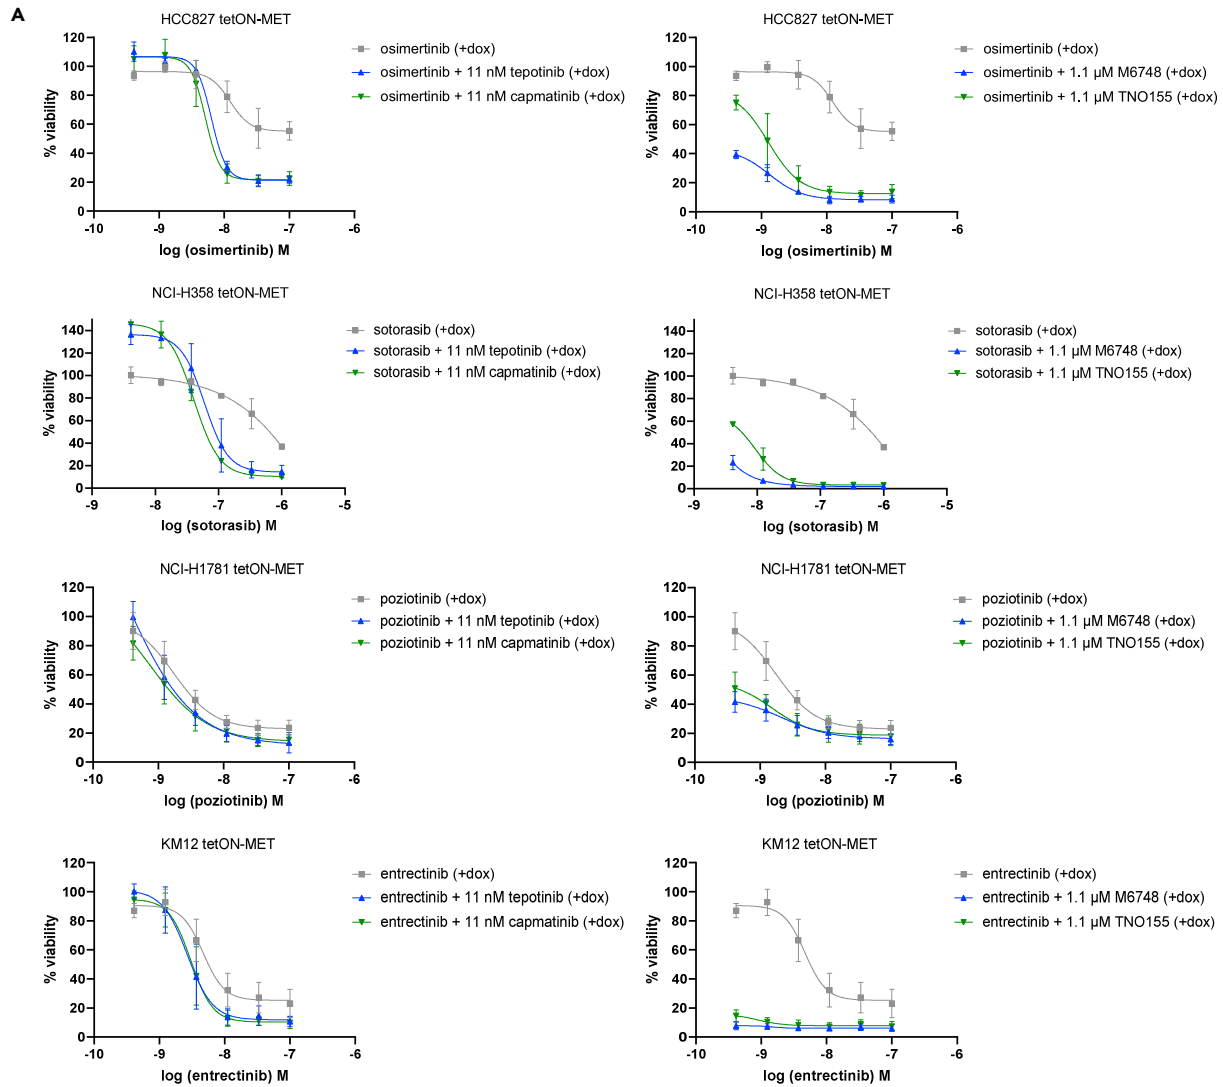 A
HCC827 tetON-MET
120
100
80
60
40
20
0
% viability
-10
-9
-8
-7
-6
log (osimertinib) M
osimertinib (+dox)
osimertinib + 11 nM tepotinib (+dox)
osimertinib + 11 nM capmatinib (+dox)
HCC827 tetON-MET
120
100
80
60
40
20
0
% viability
-10
-9
-8
-7
-6
log (osimertinib) M
osimertinib (+dox)
osimertinib + 1.1 µM M6748 (+dox)
osimertinib + 1.1 µM TNO155 (+dox)
NCI-H358 tetON-MET
140
120
100
80
60
40
20
0
% viability
-9
-8
-7
-6
-5
log (sotorasib) M
sotorasib (+dox)
sotorasib + 11 nM tepotinib (+dox)
sotorasib + 11 nM capmatinib (+dox)
NCI-H358 tetON-MET
140
120
100
80
60
40
20
0
% viability
-9
-8
-7
-6
-5
log (sotorasib) M
sotorasib (+dox)
sotorasib + 1.1 µM M6748 (+dox)
sotorasib + 1.1 µM TNO155 (+dox)
NCI-H1781 tetON-MET
120
100
80
60
40
20
0
% viability
-10
-9
-8
-7
-6
log (poziotinib) M
poziotinib (+dox)
poziotinib + 11 nM tepotinib (+dox)
poziotinib + 11 nM capmatinib (+dox)
NCI-H1781 tetON-MET
120
100
80
60
40
20
0
% viability
-10
-9
-8
-7
-6
log (poziotinib) M
poziotinib (+dox)
poziotinib + 1.1 µM M6748 (+dox)
poziotinib + 1.1 µM TNO155 (+dox)
KM12 tetON-MET
120
100
80
60
40
20
0
% viability
-10
-9
-8
-7
-6
log (entrectinib) M
entrectinib (+dox)
entrectinib + 11 nM tepotinib (+dox)
entrectinib + 11 nM capmatinib (+dox)
KM12 tetON-MET
120
100
80
60
40
20
0
% viability
-10
-9
-8
-7
-6
log (entrectinib) M
entrectinib (+dox)
entrectinib + 1.1 µM M6748 (+dox)
entrectinib + 1.1 µM TNO155 (+dox)